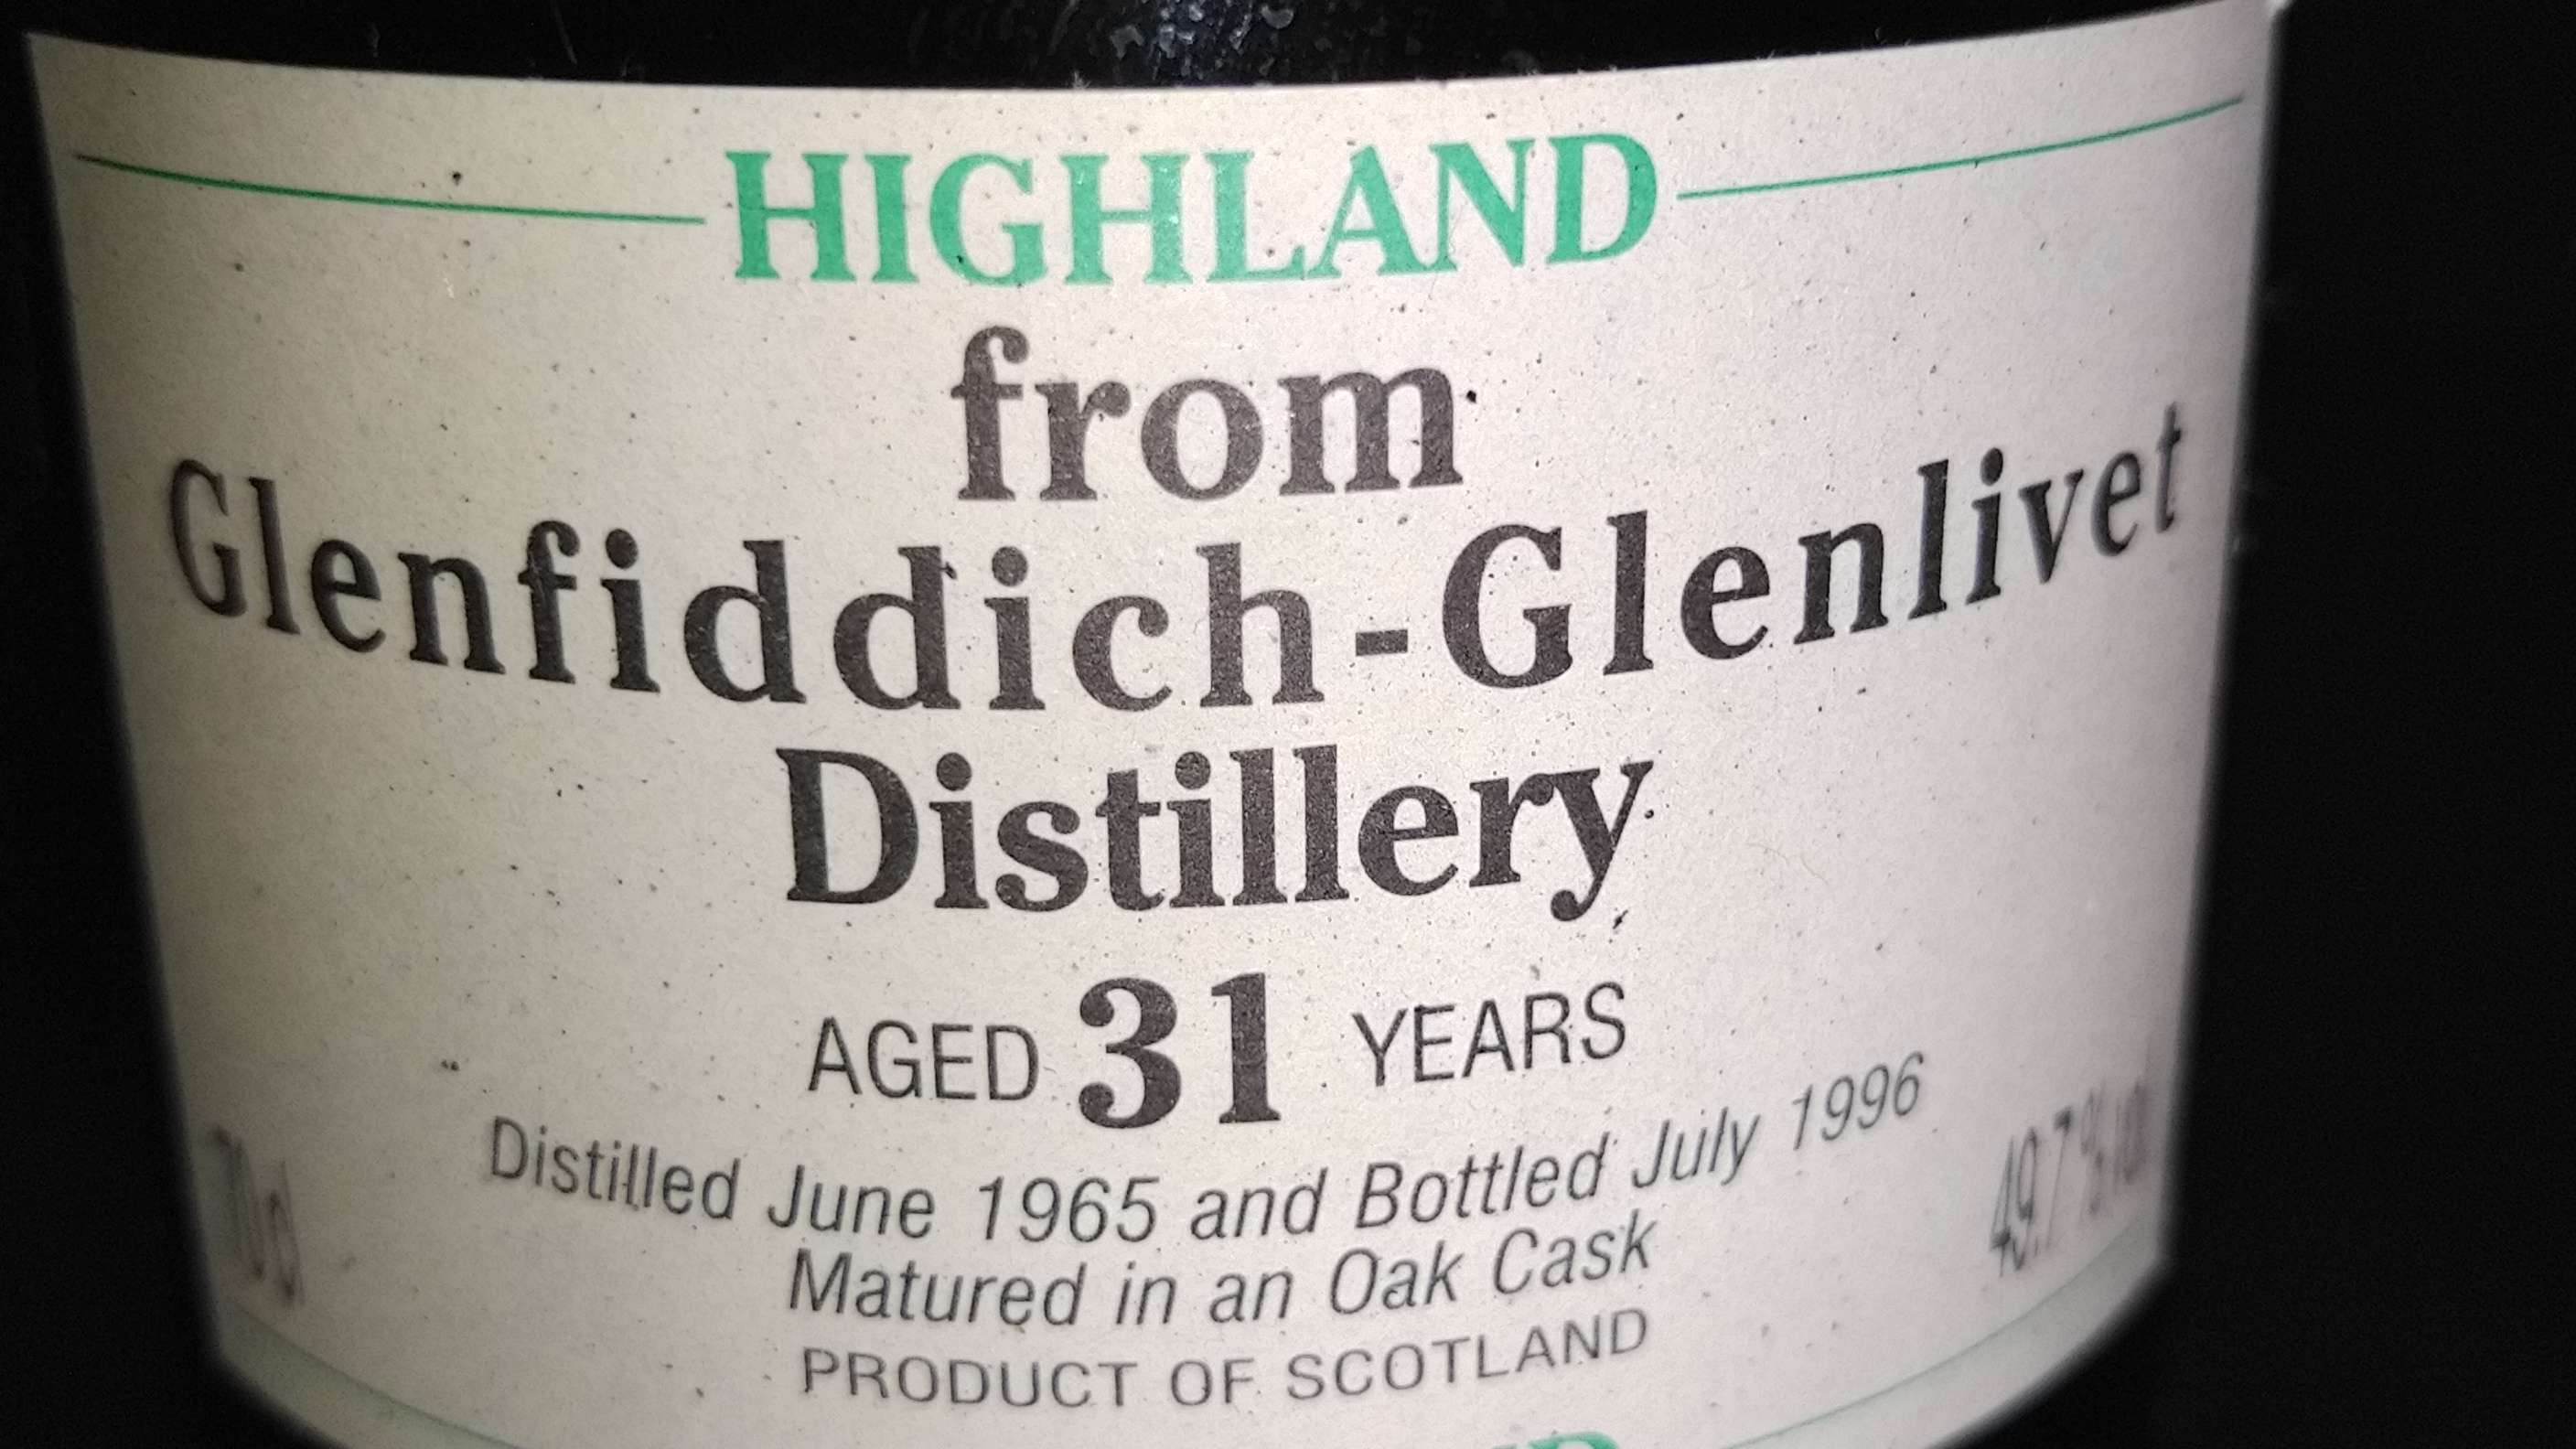 HIGHLAND
from
Glenfiddich-Glenlivet
Distillery
AGED 31 YEARS
Distilled June 1965 and Bottled July 1996
70cl
49.7% vol
Matured in an Oak Cask
PRODUCT OF SCOTLAND